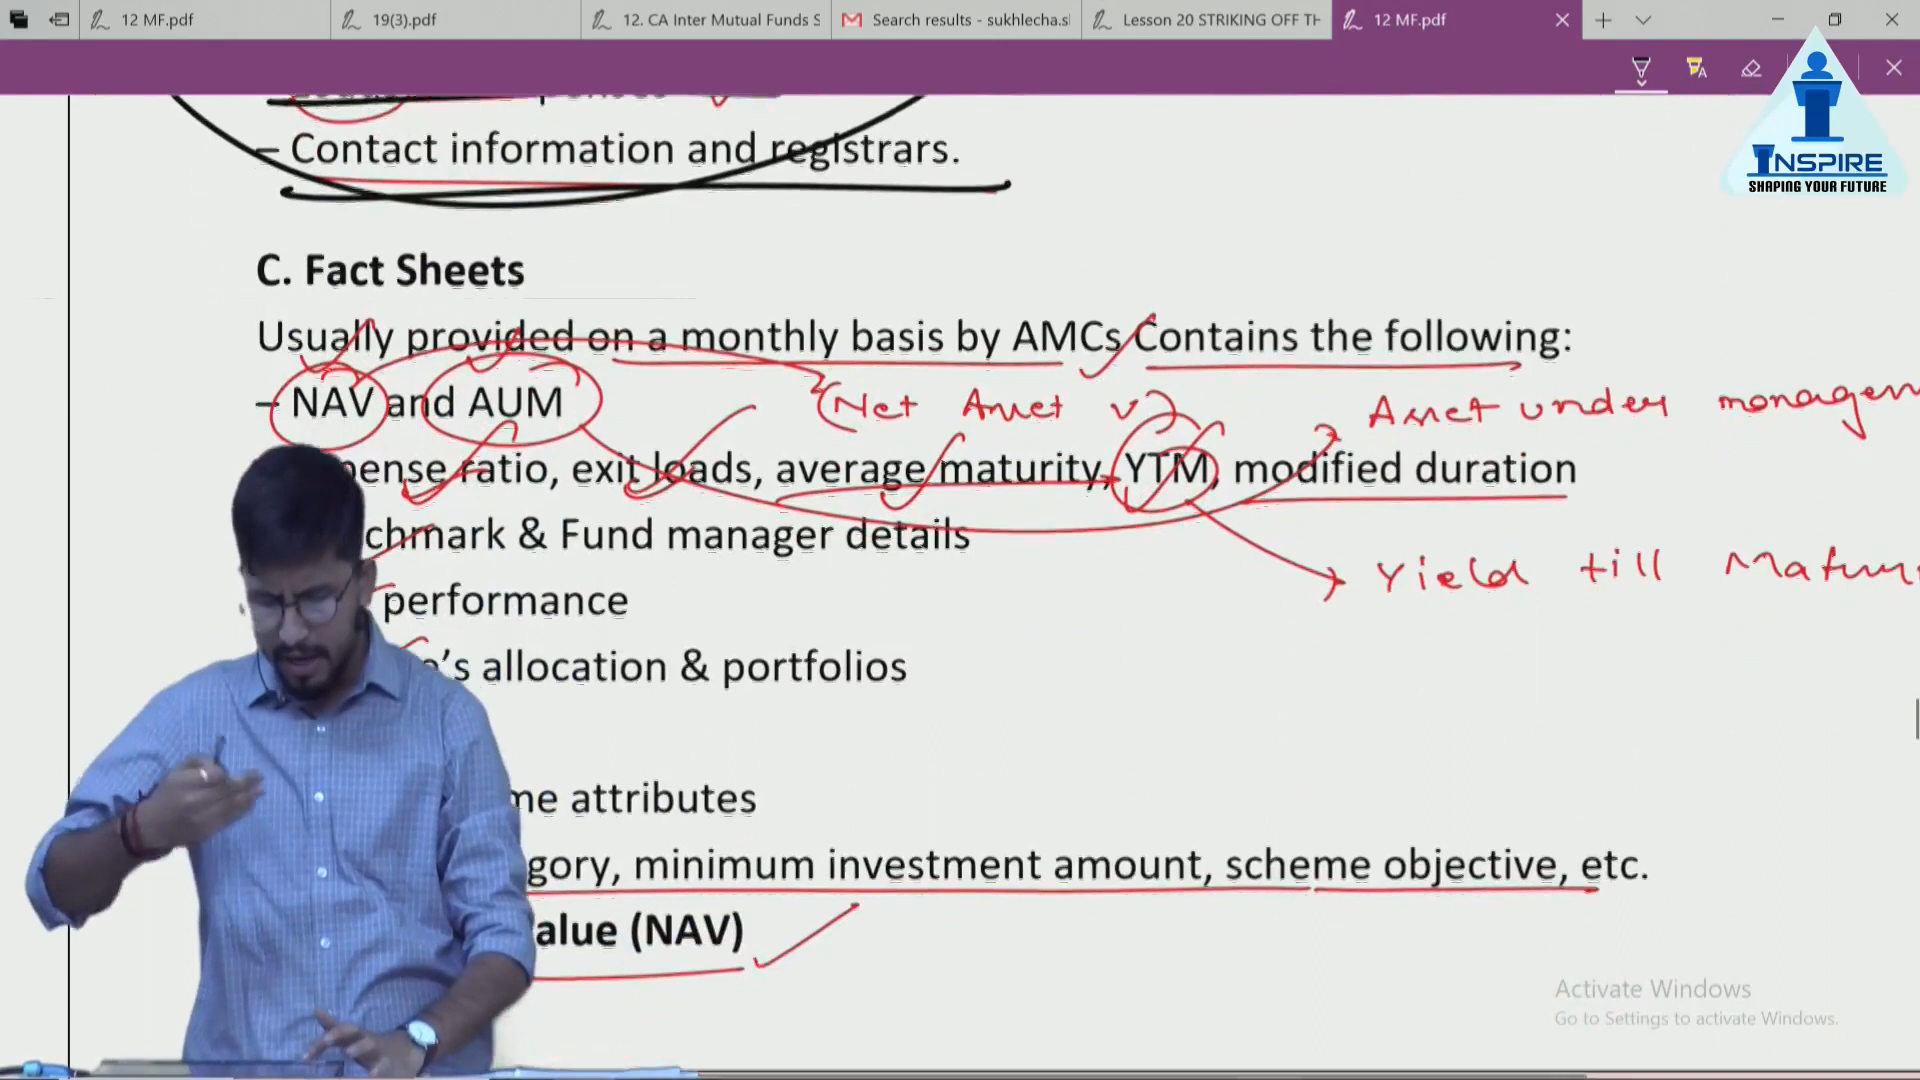 12 MF.pdf
19(3).pdf
12. CA Inter Mutual Funds S
Search results - sukhlecha.sl
Lesson 20 STRIKING OFF TH
12 MF.pdf
INSPIRE
SHAPING YOUR FUTURE
– Contact information and registrars.
C. Fact Sheets
Usually provided on a monthly basis by AMCs Contains the following:
– NAV and AUM
(Net Asset v)
Asset under managem
pense ratio, exit loads, average maturity, YTM, modified duration
chmark & Fund manager details
Yield till Matur
performance
e's allocation & portfolios
me attributes
gory, minimum investment amount, scheme objective, etc.
alue (NAV)
Activate Windows
Go to Settings to activate Windows.